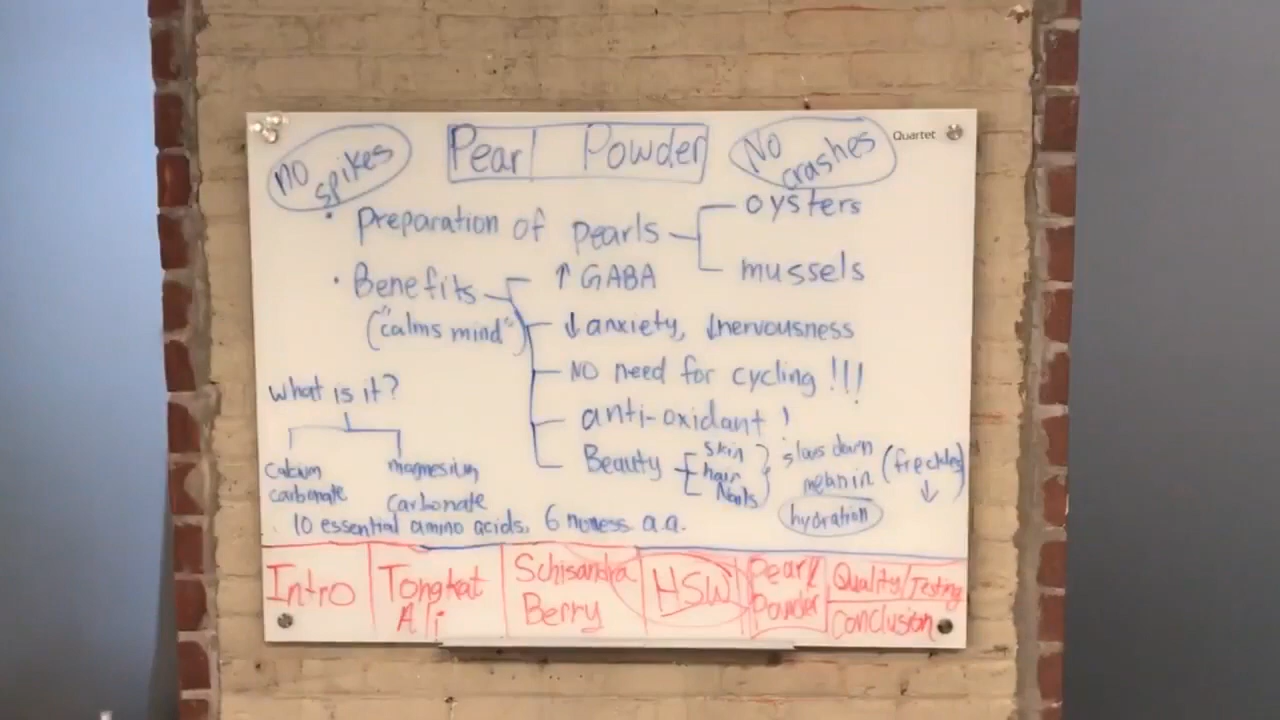 NO spikes
Pearl Powder
No crashes
Quartet
• Preparation of pearls
oysters
mussels
• Benefits
("calms mind")
↑ GABA
↓ anxiety, ↓ nervousness
NO need for cycling !!!
anti-oxidant !
Beauty
skin
hair
Nails
slows down
melanin
(freckles)
↓
hydration
What is it?
calcium
carbonate
magnesium
carbonate
10 essential amino acids, 6 noness a.a.
Intro
Tongkat
Ali
Schisandra
Berry
HSW
Pearl
Powder
Quality/Testing
Conclusion